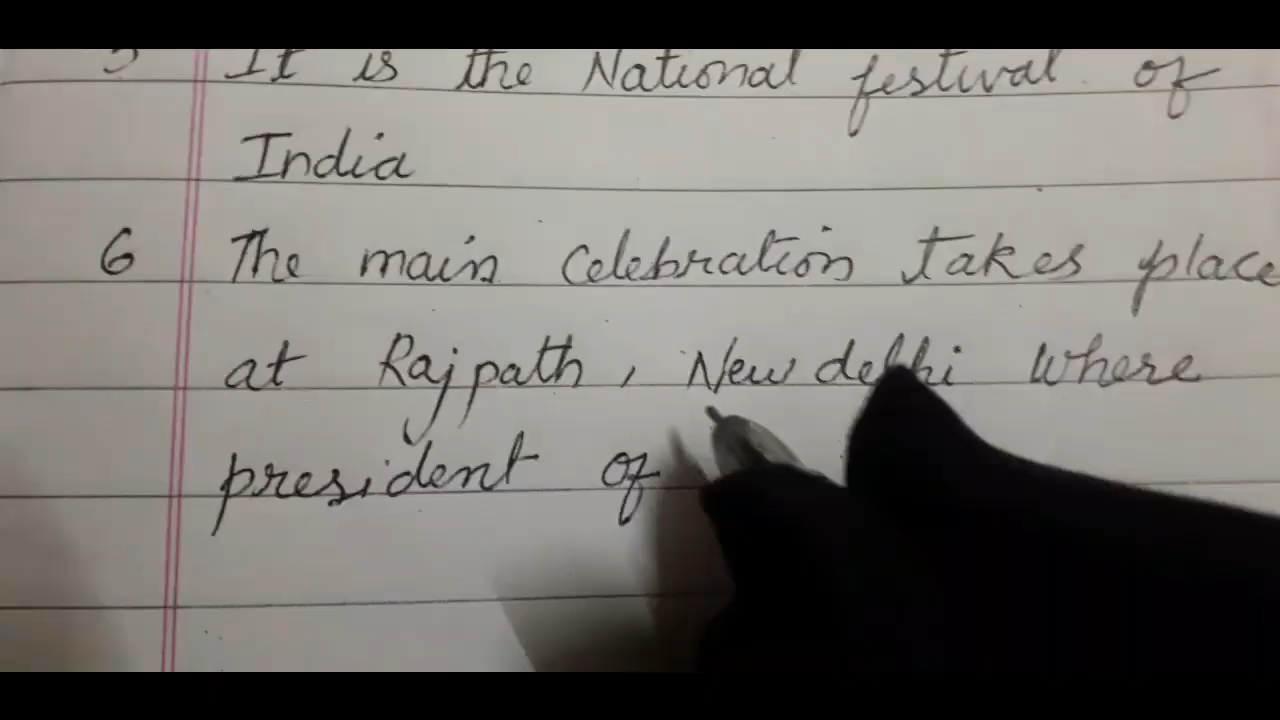 5 It is the National festival of
India
6 The main Celebration takes place
at Rajpath, New delhi where
president of